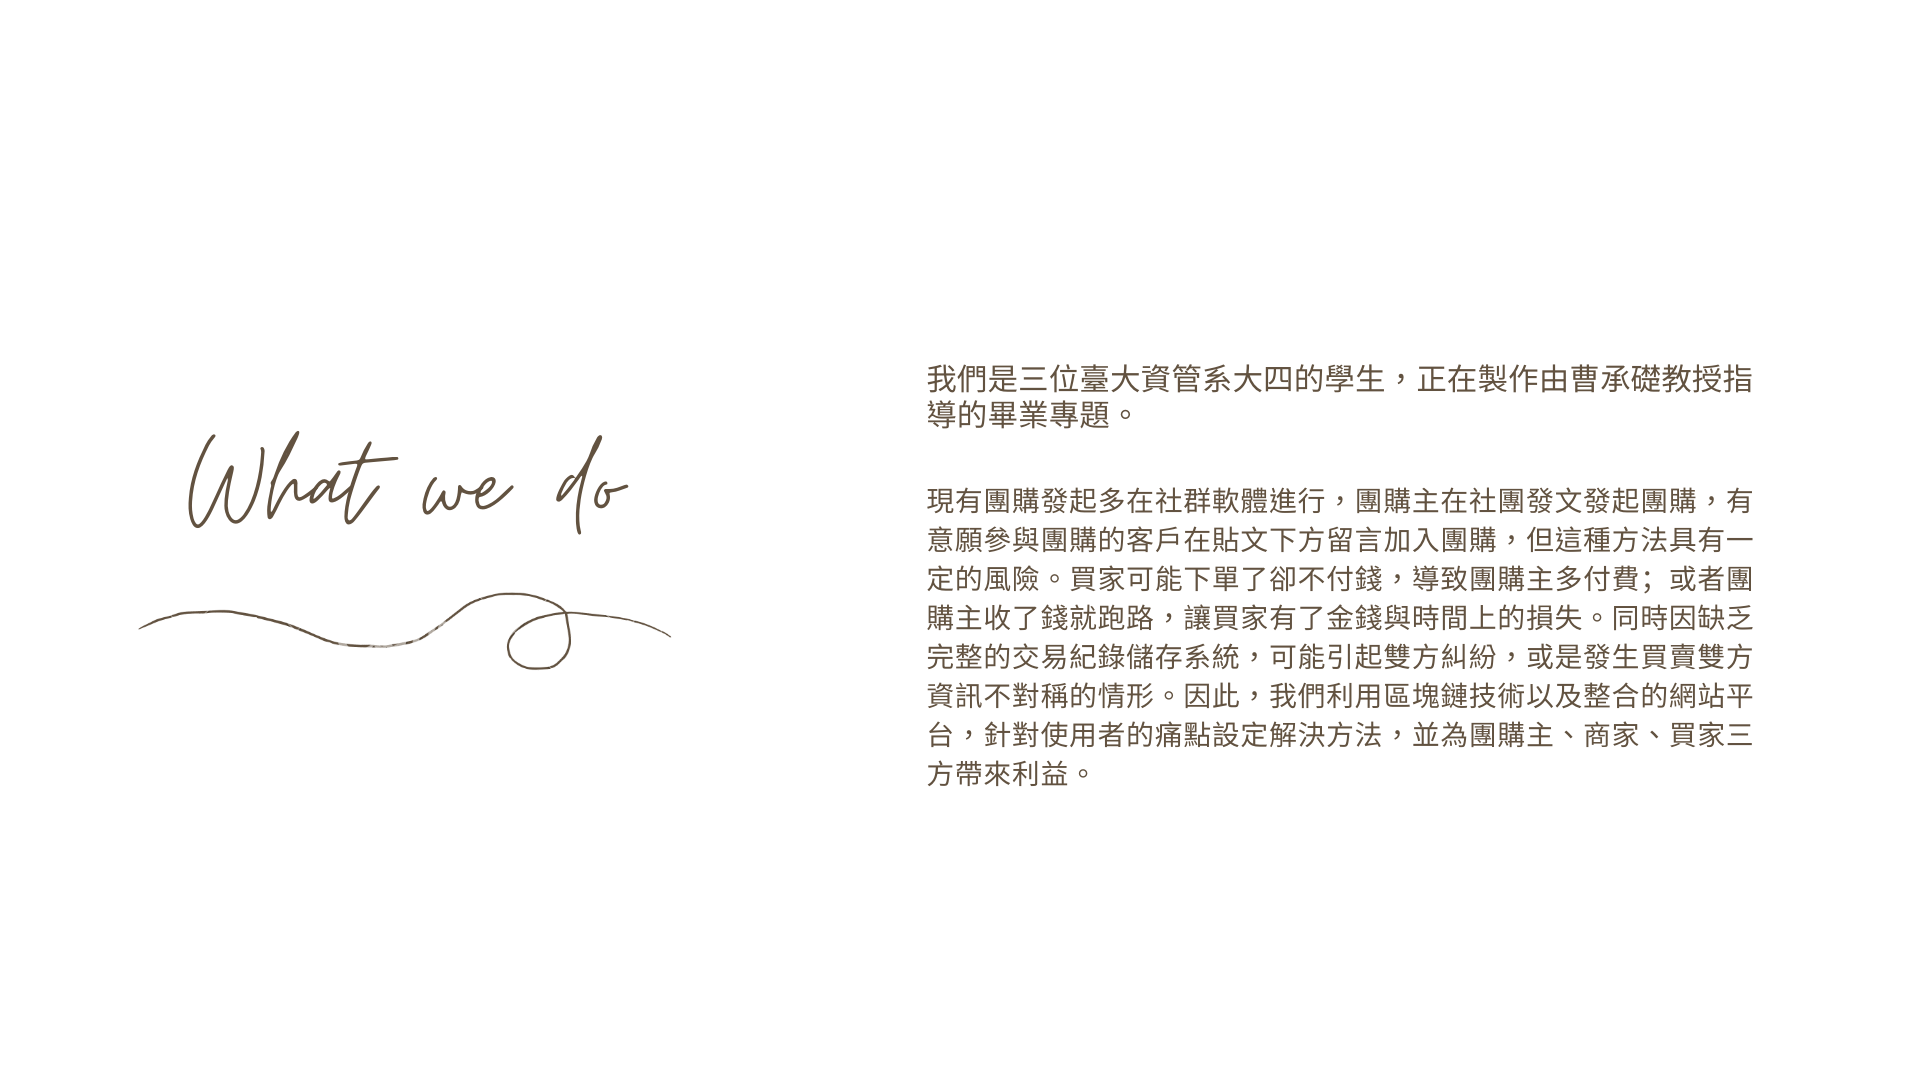 What we do
我們是三位臺大資管系大四的學生，正在製作由曹承礎教授指
導的畢業專題。
現有團購發起多在社群軟體進行，團購主在社團發文發起團購，有
意願參與團購的客戶在貼文下方留言加入團購，但這種方法具有一
定的風險。買家可能下單了卻不付錢，導致團購主多付費；或者團
購主收了錢就跑路，讓買家有了金錢與時間上的損失。同時因缺乏
完整的交易紀錄儲存系統，可能引起雙方糾紛，或是發生買賣雙方
資訊不對稱的情形。因此，我們利用區塊鏈技術以及整合的網站平
台，針對使用者的痛點設定解決方法，並為團購主、商家、買家三
方帶來利益。